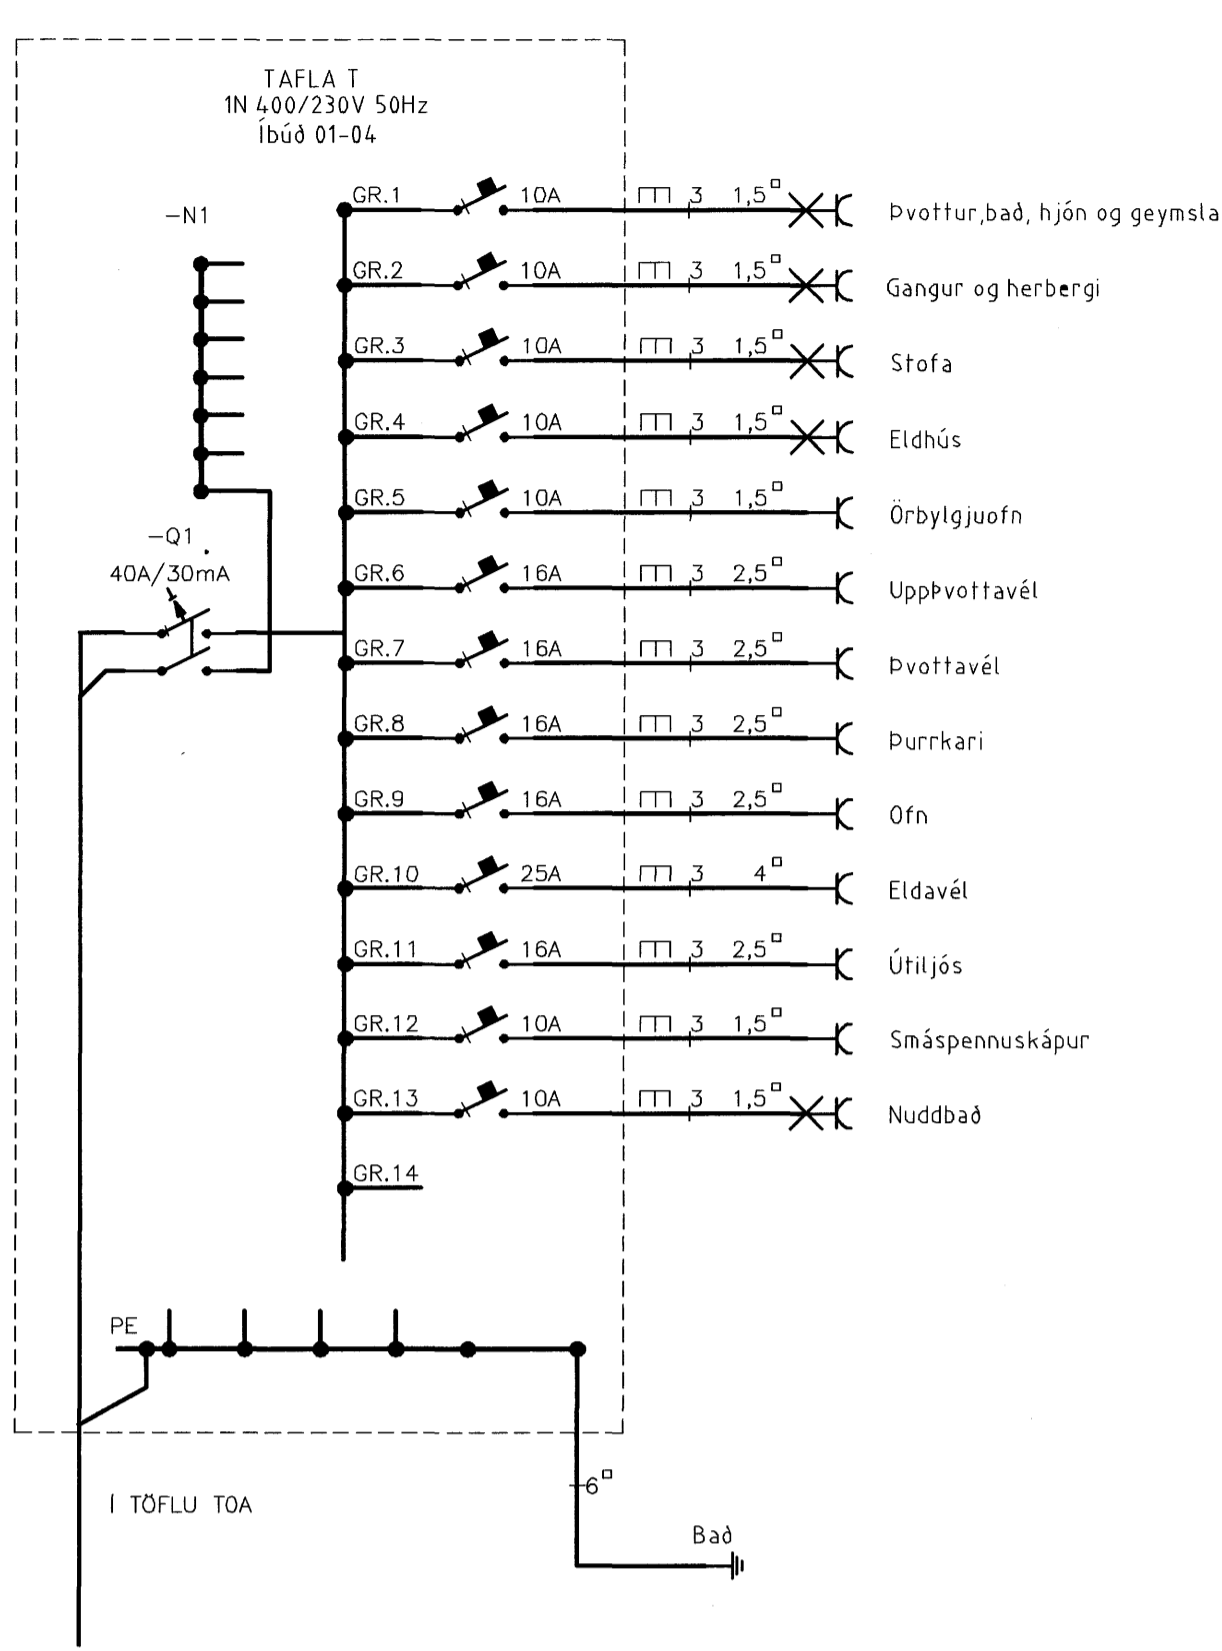 TAFLA T
1N 400/230V 50Hz
Íbúð 01-04
-N1
-Q1
40A/30mA
GR.1 10A 3 1,5□ Þvottur,bað, hjón og geymsla
GR.2 10A 3 1,5□ Gangur og herbergi
GR.3 10A 3 1,5□ Stofa
GR.4 10A 3 1,5□ Eldhús
GR.5 10A 3 1,5□ Örbylgjuofn
GR.6 16A 3 2,5□ UppÞvottavél
GR.7 16A 3 2,5□ Þvottavél
GR.8 16A 3 2,5□ Þurrkari
GR.9 16A 3 2,5□ Ofn
GR.10 25A 3 4□ Eldavél
GR.11 16A 3 2,5□ Útiljós
GR.12 10A 3 1,5□ Smáspennuskápur
GR.13 10A 3 1,5□ Nuddbað
GR.14
PE
Í TÖFLU TOA
6□
Bað